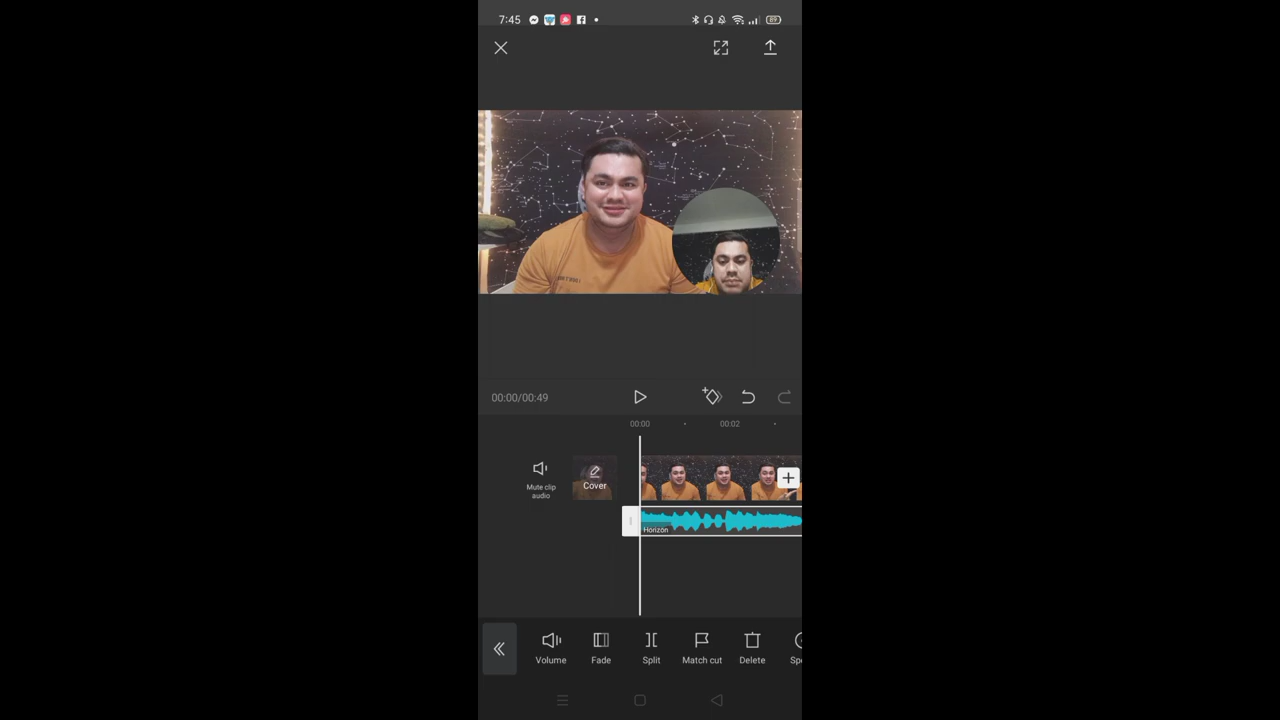 7:45
89
00:00/00:49
00:00
00:02
Mute clip
audio
Cover
Horizon
Volume
Fade
Split
Match cut
Delete